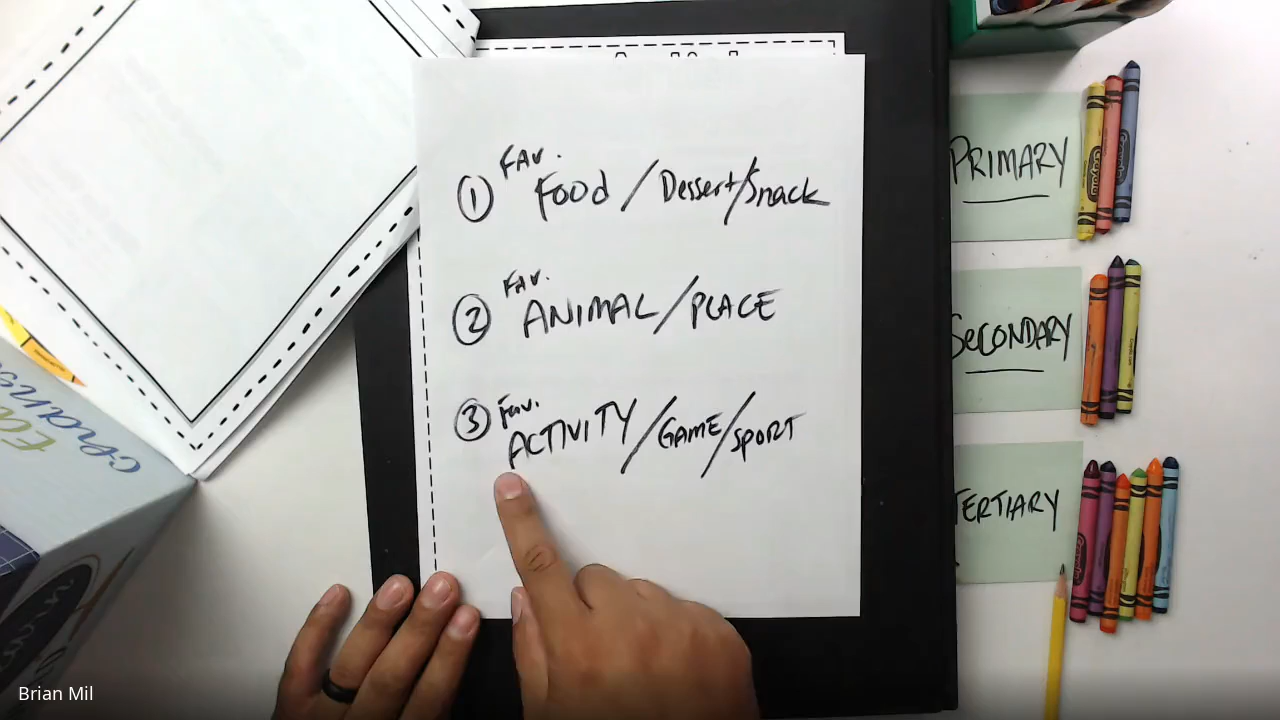 ① FAV.
FOOD / Dessert/Snack
② FAV.
ANIMAL / PLACE
③ Fav.
ACTIVITY / GAME / SPORT
PRIMARY
SECONDARY
TERTIARY
Crayola
Brian Mil